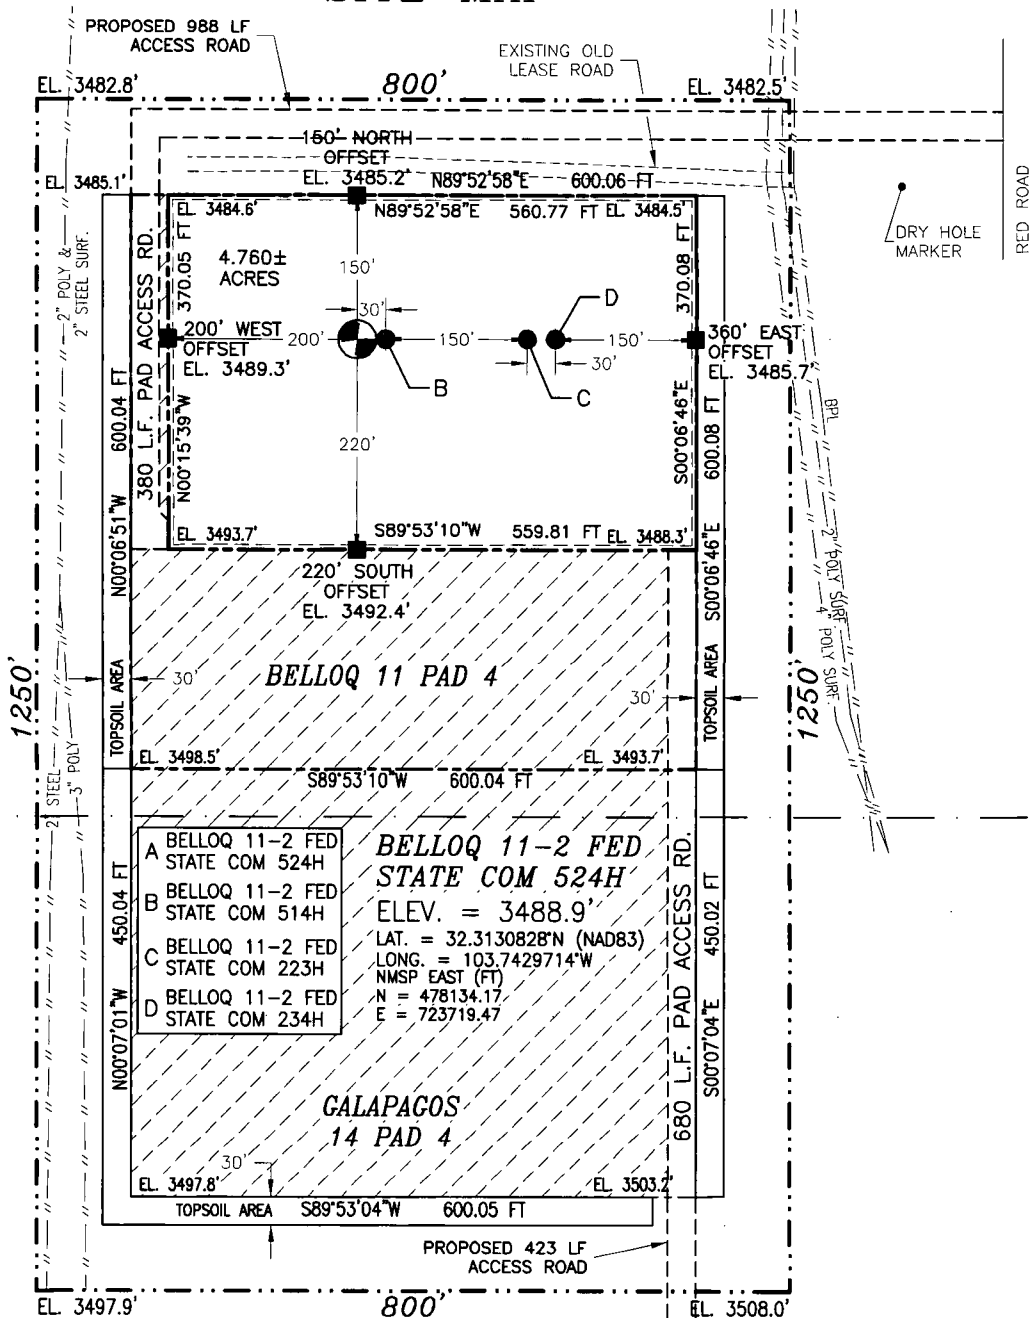 PROPOSED 988 LF
ACCESS ROAD
EXISTING OLD
LEASE ROAD
EL. 3482.8'
800'
EL. 3482.5'
150' NORTH
OFFSET
EL. 3485.2'
N89°52'58"E 600.06 FT
EL. 3485.1'
EL. 3484.6'
N89°52'58"E 560.77 FT
EL. 3484.5'
RED ROAD
DRY HOLE
MARKER
2" POLY &
2" STEEL SURF.
380 L.F. PAD ACCESS RD.
370.05 FT
N00°15'39"W
4.760±
ACRES
150'
30'
D
370.08 FT
S00°06'46"E
200' WEST
OFFSET
EL. 3489.3'
200'
150'
150'
30'
B
C
360' EAST
OFFSET
EL. 3485.7'
220'
600.04 FT
N00°06'51"W
600.08 FT
S00°06'46"E
BPL
2" POLY SURF.
4" POLY SURF.
EL. 3493.7'
S89°53'10"W 559.81 FT
EL. 3488.3'
220' SOUTH
OFFSET
EL. 3492.4'
BELLOQ 11 PAD 4
30'
30'
TOPSOIL AREA
TOPSOIL AREA
1250'
1250'
2" STEEL
3" POLY
EL. 3498.5'
EL. 3493.7'
S89°53'10"W 600.04 FT
A BELLOQ 11-2 FED
STATE COM 524H
B BELLOQ 11-2 FED
STATE COM 514H
C BELLOQ 11-2 FED
STATE COM 223H
D BELLOQ 11-2 FED
STATE COM 234H
BELLOQ 11-2 FED
STATE COM 524H
ELEV. = 3488.9'
LAT. = 32.3130828°N (NAD83)
LONG. = 103.7429714°W
NMSP EAST (FT)
N = 478134.17
E = 723719.47
450.04 FT
N00°07'01"W
680 L.F. PAD ACCESS RD.
450.02 FT
S00°07'04"E
GALAPAGOS
14 PAD 4
30'
EL. 3497.8'
EL. 3503.2'
TOPSOIL AREA
S89°53'04"W 600.05 FT
PROPOSED 423 LF
ACCESS ROAD
EL. 3497.9'
800'
EL. 3508.0'